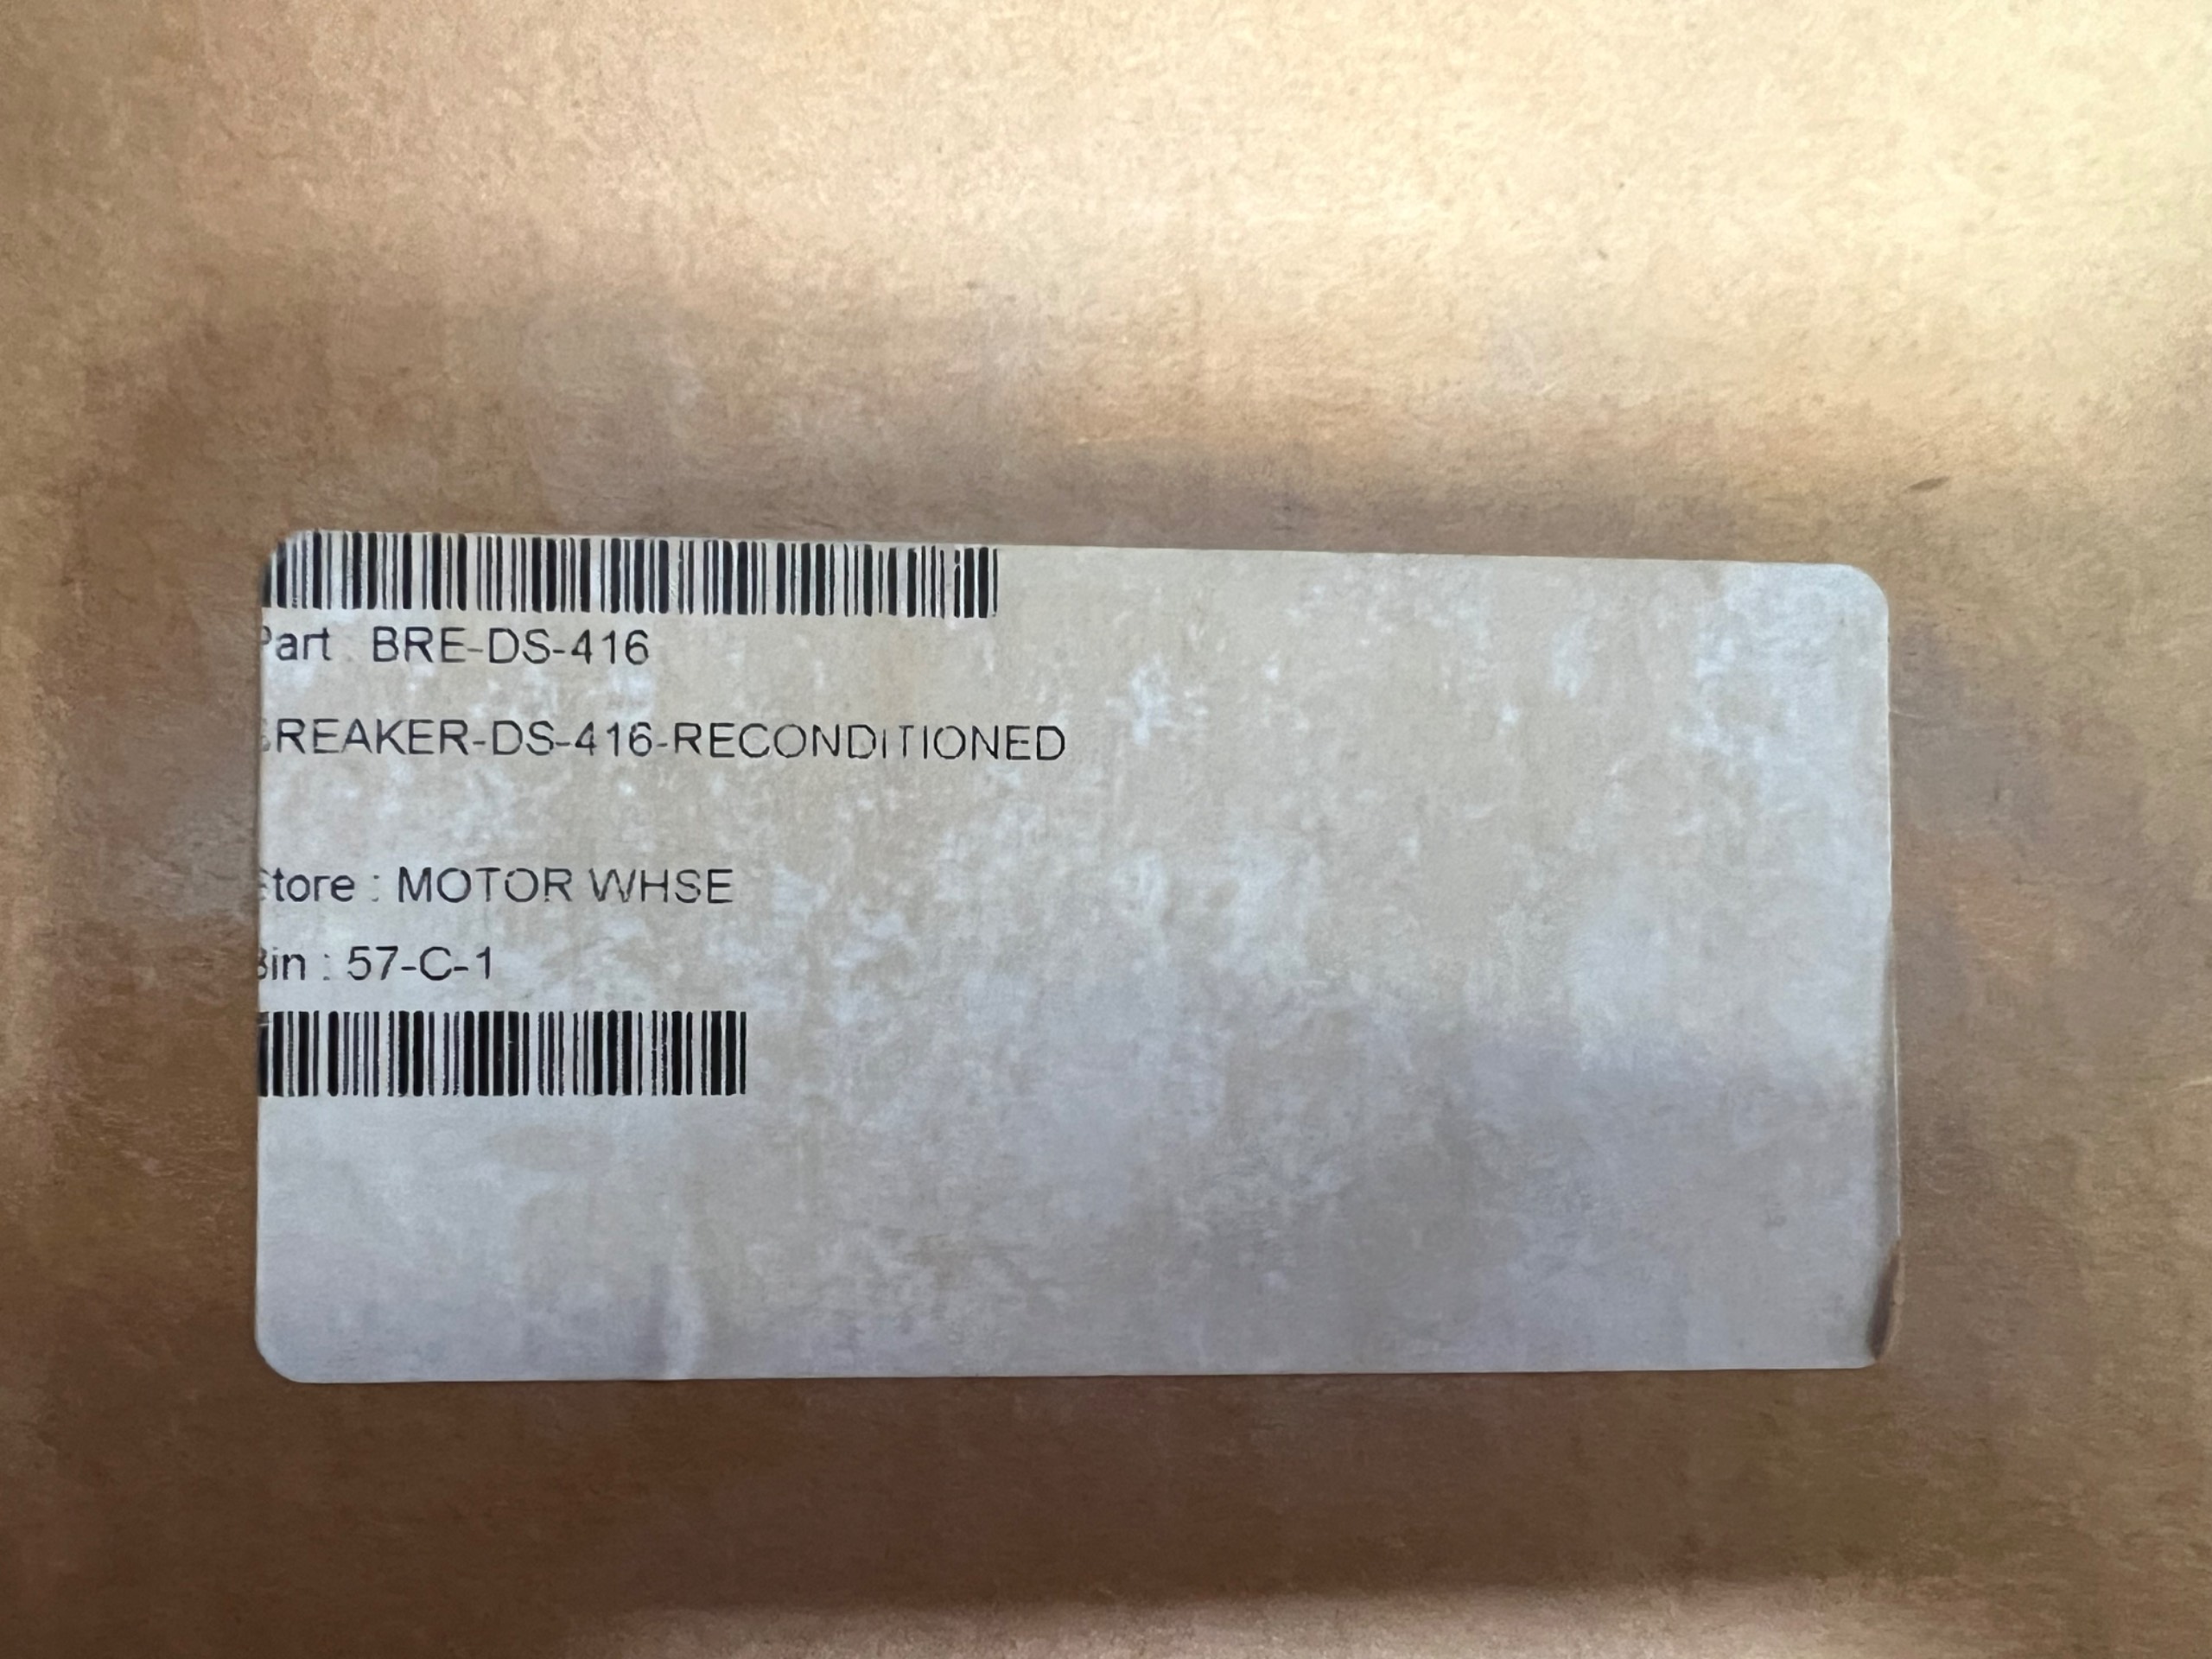 Part : BRE-DS-416
BREAKER-DS-416-RECONDITIONED
Store : MOTOR WHSE
Bin : 57-C-1